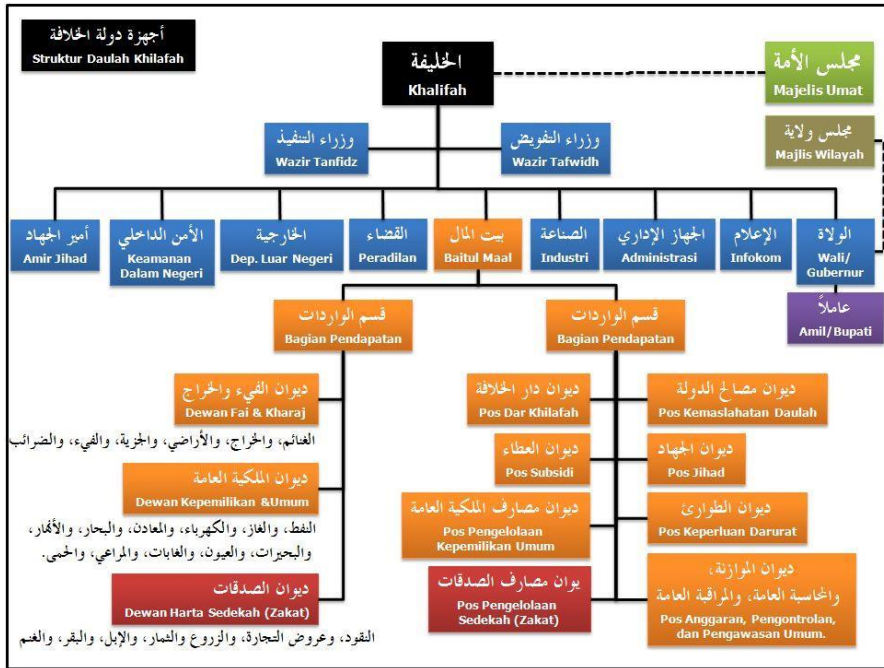 أجهزة دولة الخلافة
Struktur Daulah Khilafah
الخليفة
Khalifah
مجلس الأمة
Majelis Umat
مجلس ولاية
Majlis Wilayah
وزراء التنفيذ
Wazir Tanfidz
وزراء التفويض
Wazir Tafwidh
أمير الجهاد
Amir Jihad
الأمن الداخلي
Keamanan
Dalam Negeri
الخارجية
Dep. Luar Negeri
القضاء
Peradilan
بيت المال
Baitul Maal
الصناعة
Industri
الجهاز الإداري
Administrasi
الإعلام
Infokom
الولاة
Wali/
Gubernur
عاملاً
Amil/Bupati
قسم الواردات
Bagian Pendapatan
ديوان الفيء والخراج
Dewan Fai & Kharaj
الغنائم، والخراج، والأراضي، والجزية، والفيء، والضرائب
ديوان الملكية العامة
Dewan Kepemilikan &Umum
النفط، والغاز، والكهرباء، والمعادن، والبحار، والأنهار،
والبحيرات، والعيون، والغابات، والمراعي، والحمى.
ديوان الصدقات
Dewan Harta Sedekah (Zakat)
النقود، وعروض التجارة، والزروع والثمار، والإبل، والبقر، والغنم
قسم الواردات
Bagian Pendapatan
ديوان دار الخلافة
Pos Dar Khilafah
ديوان مصالح الدولة
Pos Kemaslahatan Daulah
ديوان العطاء
Pos Subsidi
ديوان الجهاد
Pos Jihad
ديوان مصارف الملكية العامة
Pos Pengelolaan
Kepemilikan Umum
ديوان الطوارئ
Pos Keperluan Darurat
يوان مصارف الصدقات
Pos Pengelolaan
Sedekah (Zakat)
ديوان الموازنة،
والمحاسبة العامة، والمراقبة العامة
Pos Anggaran, Pengontrolan,
dan Pengawasan Umum.